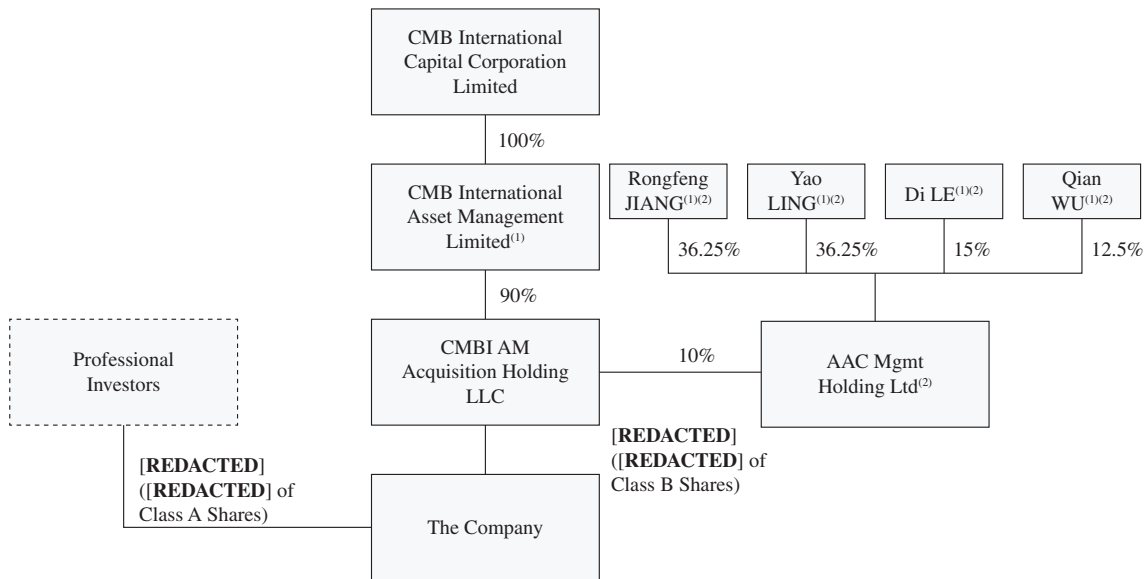 CMB International
Capital Corporation
Limited
100%
CMB International
Asset Management
Limited(1)
Rongfeng
JIANG(1)(2)
Yao
LING(1)(2)
Di LE(1)(2)
Qian
WU(1)(2)
36.25%
36.25%
15%
12.5%
90%
Professional
Investors
CMBI AM
Acquisition Holding
LLC
10%
AAC Mgmt
Holding Ltd(2)
[REDACTED]
([REDACTED] of
Class B Shares)
[REDACTED]
([REDACTED] of
Class A Shares)
The Company